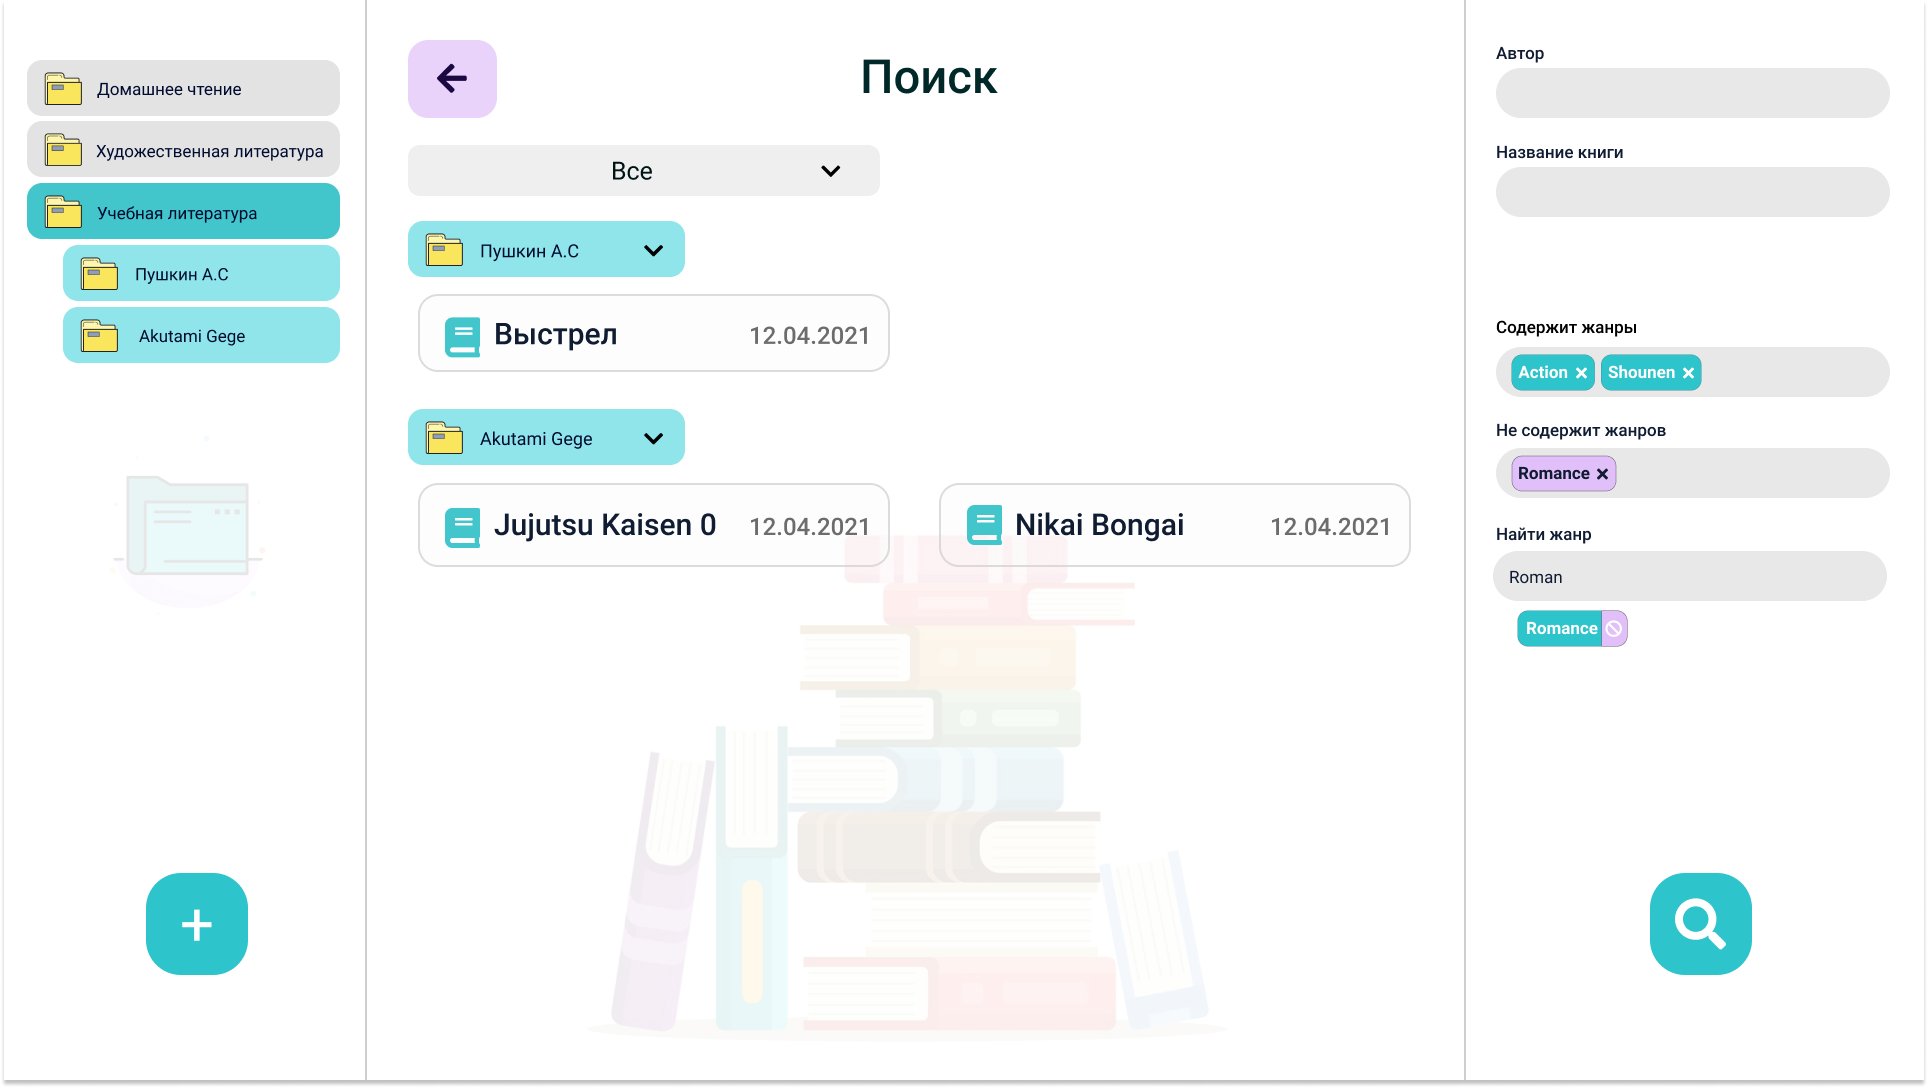 Домашнее чтение
Художественная литература
Учебная литература
Пушкин А.С
Akutami Gege
Поиск
Все
Пушкин А.С
Выстрел 12.04.2021
Akutami Gege
Jujutsu Kaisen 0 12.04.2021
Nikai Bongai 12.04.2021
Автор
Название книги
Содержит жанры
Action Shounen
Не содержит жанров
Romance
Найти жанр
Roman
Romance